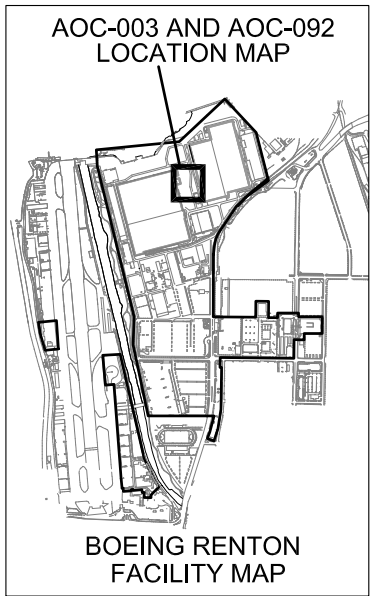 AOC-003 AND AOC-092
LOCATION MAP
BOEING RENTON
FACILITY MAP